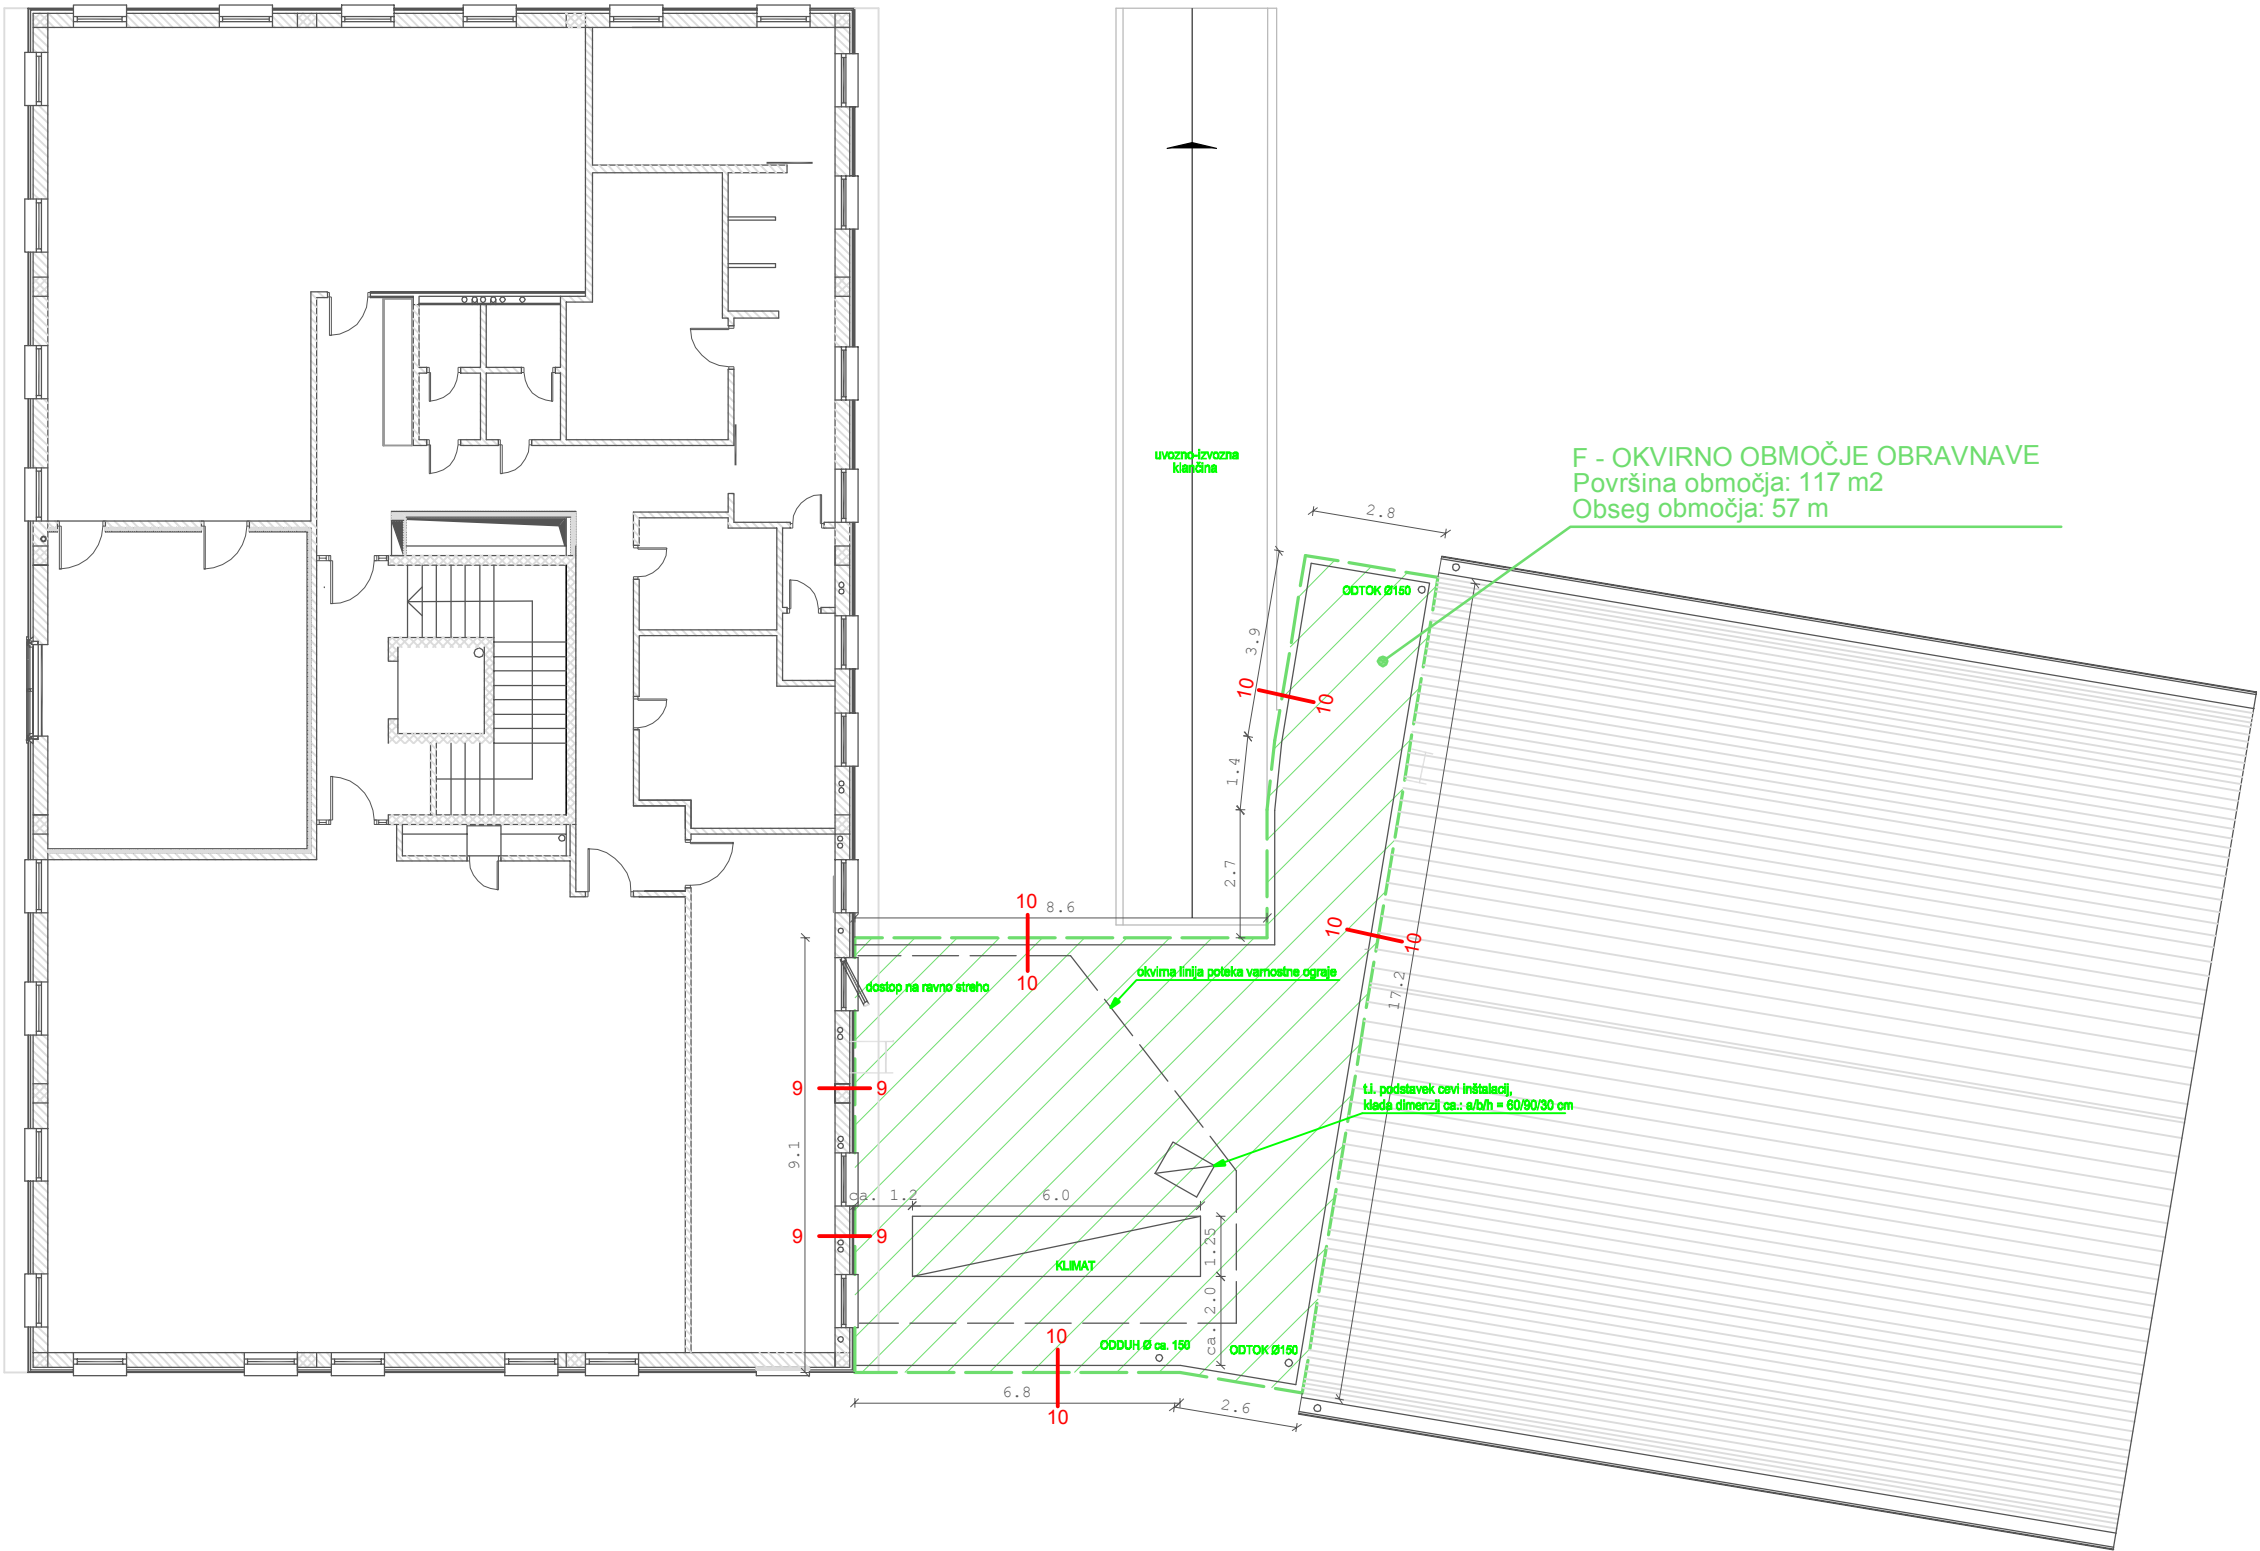 F - OKVIRNO OBMOČJE OBRAVNAVE
Površina območja: 117 m2
Obseg območja: 57 m
uvozno-izvozna
klančina
2.8
ODTOK Ø150
3.9
10
10
1.4
2.7
10
8.6
10
10
10
17.2
okvirna linija poteka varnostne ograje
dostop na ravno streho
9
9
t.i. podstavek cevi inštalacij,
klada dimenzij ca.: a/b/h = 60/90/30 cm
9.1
ca. 1.2
6.0
9
9
1.25
KLIMAT
ca. 2.0
10
ODDUH Ø ca. 150
ODTOK Ø150
6.8
10
2.6